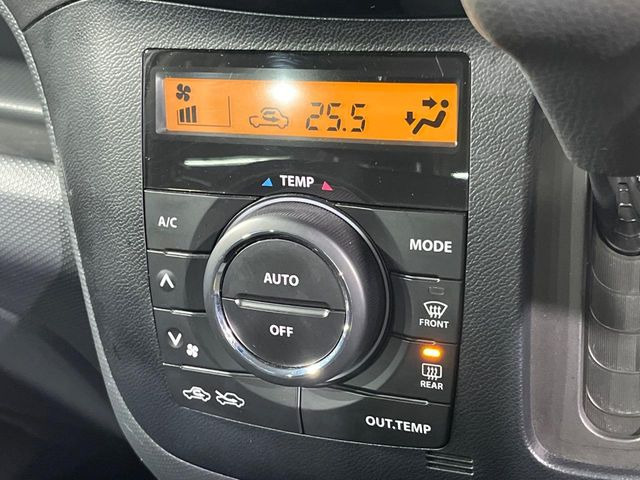 25.5
TEMP
A/C
MODE
AUTO
OFF
FRONT
REAR
OUT.TEMP